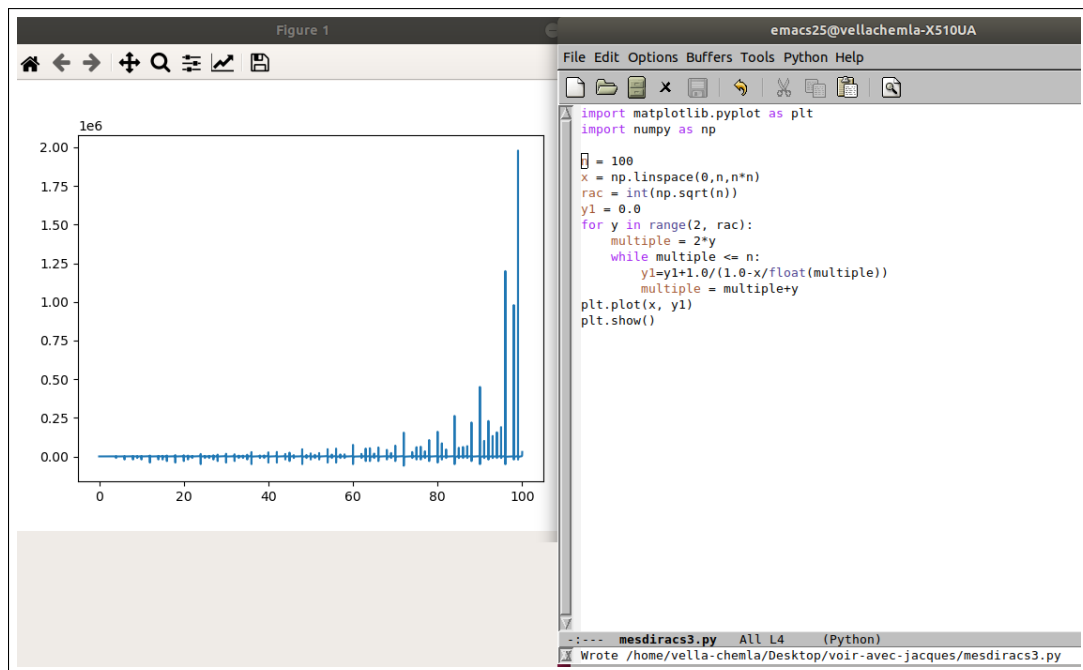 Figure 1
1e6
2.00
1.75
1.50
1.25
1.00
0.75
0.50
0.25
0.00
0 20 40 60 80 100
emacs25@vellachemla-X510UA
File Edit Options Buffers Tools Python Help
import matplotlib.pyplot as plt
import numpy as np
n = 100
x = np.linspace(0,n,n*n)
rac = int(np.sqrt(n))
y1 = 0.0
for y in range(2, rac):
    multiple = 2*y
    while multiple <= n:
        y1=y1+1.0/(1.0-x/float(multiple))
        multiple = multiple+y
plt.plot(x, y1)
plt.show()
-:--- mesdiracs3.py All L4 (Python)
Wrote /home/vella-chemla/Desktop/voir-avec-jacques/mesdiracs3.py